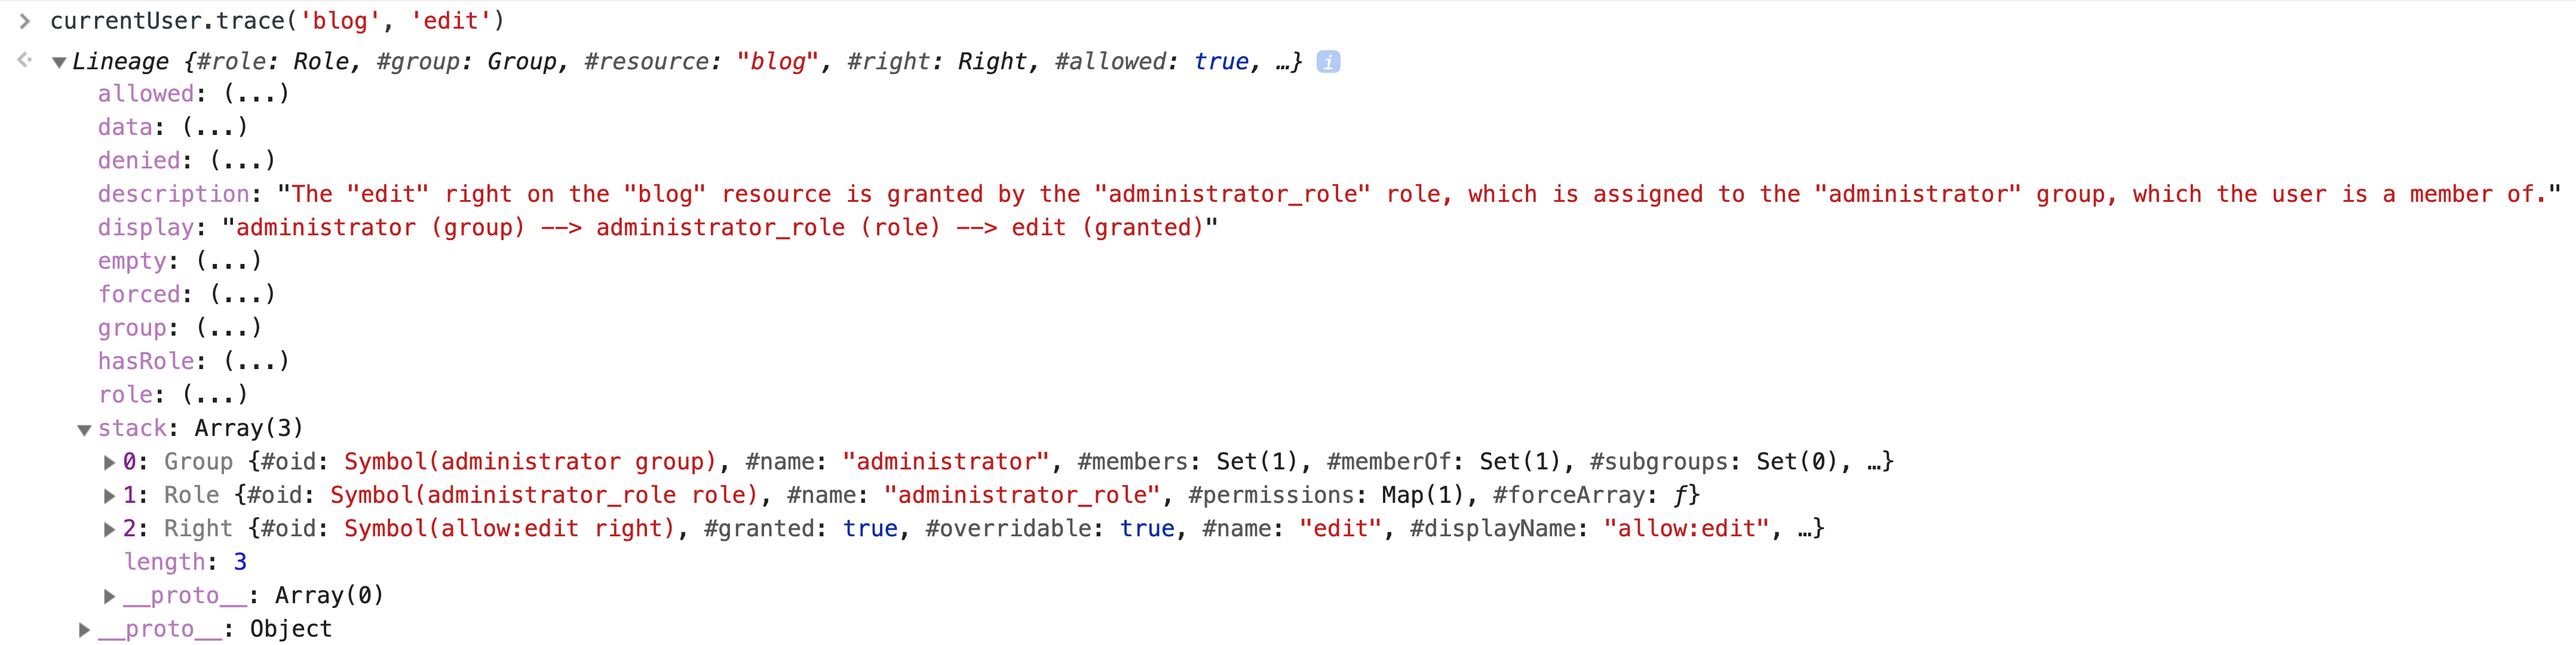 > currentUser.trace('blog', 'edit')
<· ▼Lineage {#role: Role, #group: Group, #resource: "blog", #right: Right, #allowed: true, …} i
allowed: (...)
data: (...)
denied: (...)
description: "The "edit" right on the "blog" resource is granted by the "administrator_role" role, which is assigned to the "administrator" group, which the user is a member of."
display: "administrator (group) --> administrator_role (role) --> edit (granted)"
empty: (...)
forced: (...)
group: (...)
hasRole: (...)
role: (...)
▼stack: Array(3)
▶0: Group {#oid: Symbol(administrator group), #name: "administrator", #members: Set(1), #memberOf: Set(1), #subgroups: Set(0), …}
▶1: Role {#oid: Symbol(administrator_role role), #name: "administrator_role", #permissions: Map(1), #forceArray: ƒ}
▶2: Right {#oid: Symbol(allow:edit right), #granted: true, #overridable: true, #name: "edit", #displayName: "allow:edit", …}
length: 3
▶__proto__: Array(0)
▶__proto__: Object